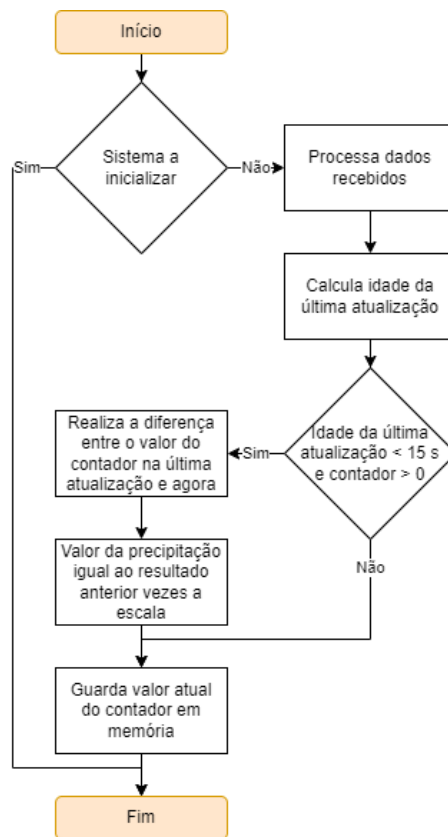 Início
Sistema a
inicializar
Sim
Não
Processa dados
recebidos
Calcula idade da
última atualização
Idade da última
atualização < 15 s
e contador > 0
Sim
Não
Realiza a diferença
entre o valor do
contador na última
atualização e agora
Valor da precipitação
igual ao resultado
anterior vezes a
escala
Guarda valor atual
do contador em
memória
Fim